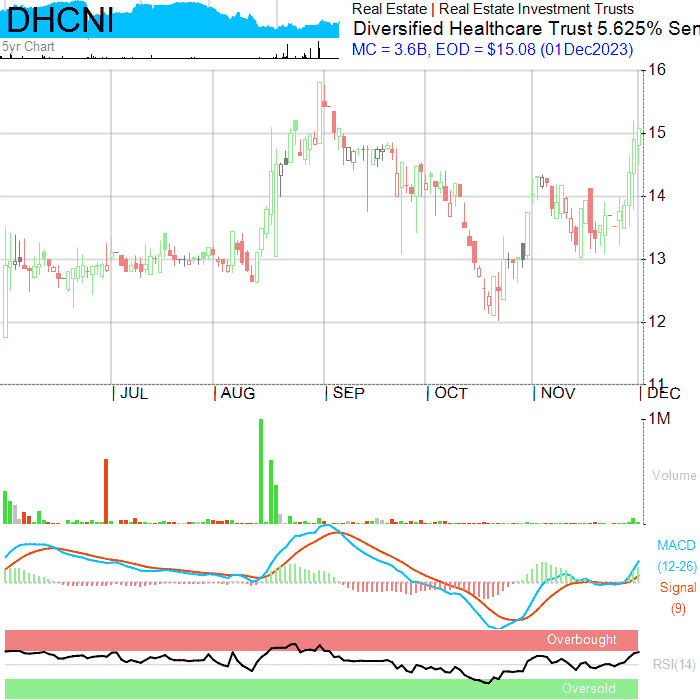 DHCNI
5yr Chart
Real Estate | Real Estate Investment Trusts
Diversified Healthcare Trust 5.625% Sen
MC = 3.6B, EOD = $15.08 (01Dec2023)
16
15
14
13
12
11
JUL
AUG
SEP
OCT
NOV
DEC
1M
Volume
MACD
(12-26)
Signal
(9)
Overbought
RSI(14)
Oversold